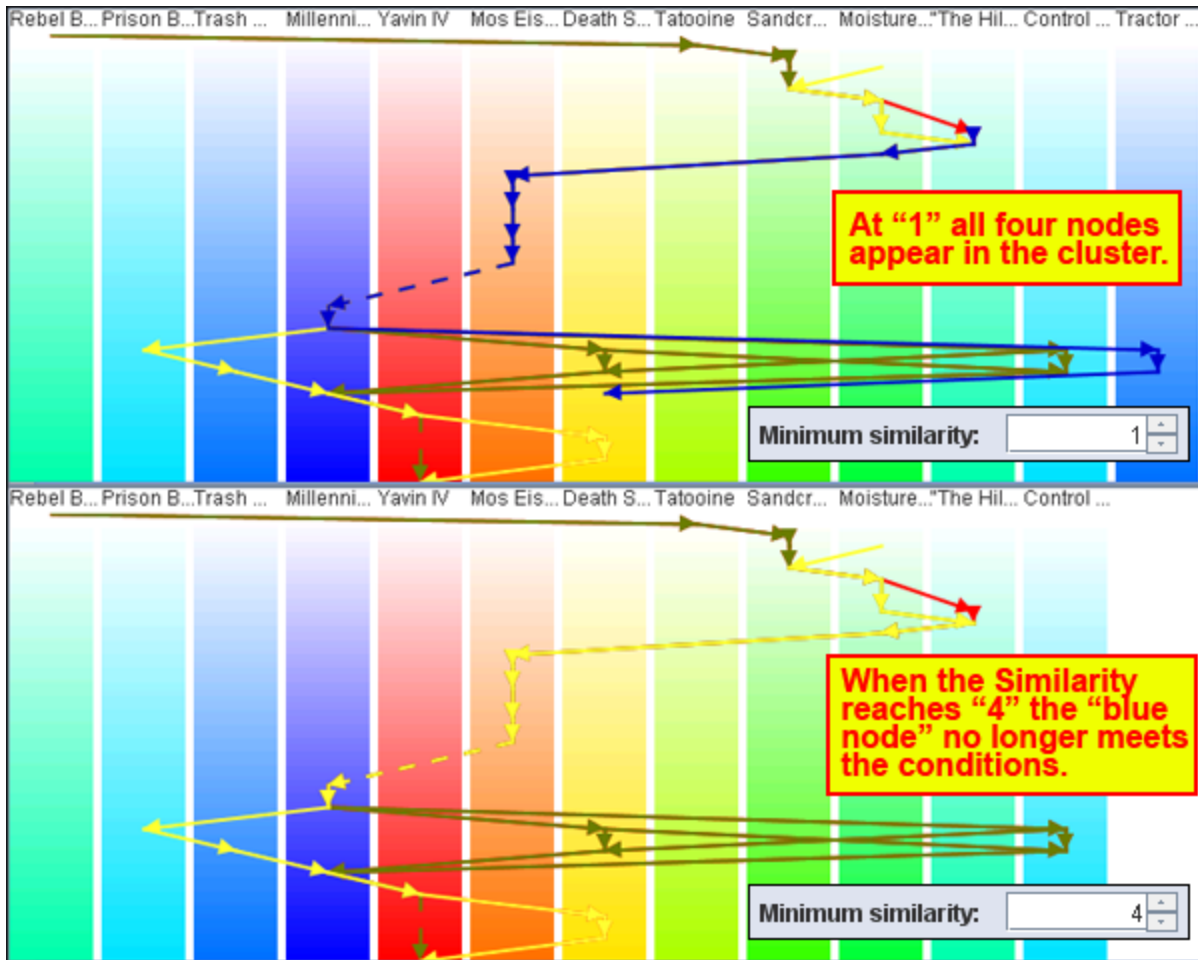 Rebel B... Prison B... Trash ... Millenni... Yavin IV Mos Eis... Death S... Tatooine Sandcr... Moisture... "The Hil... Control ... Tractor ...
At “1” all four nodes
appear in the cluster.
Minimum similarity: 1
Rebel B... Prison B... Trash ... Millenni... Yavin IV Mos Eis... Death S... Tatooine Sandcr... Moisture... "The Hil... Control ...
When the Similarity
reaches “4” the “blue
node” no longer meets
the conditions.
Minimum similarity: 4